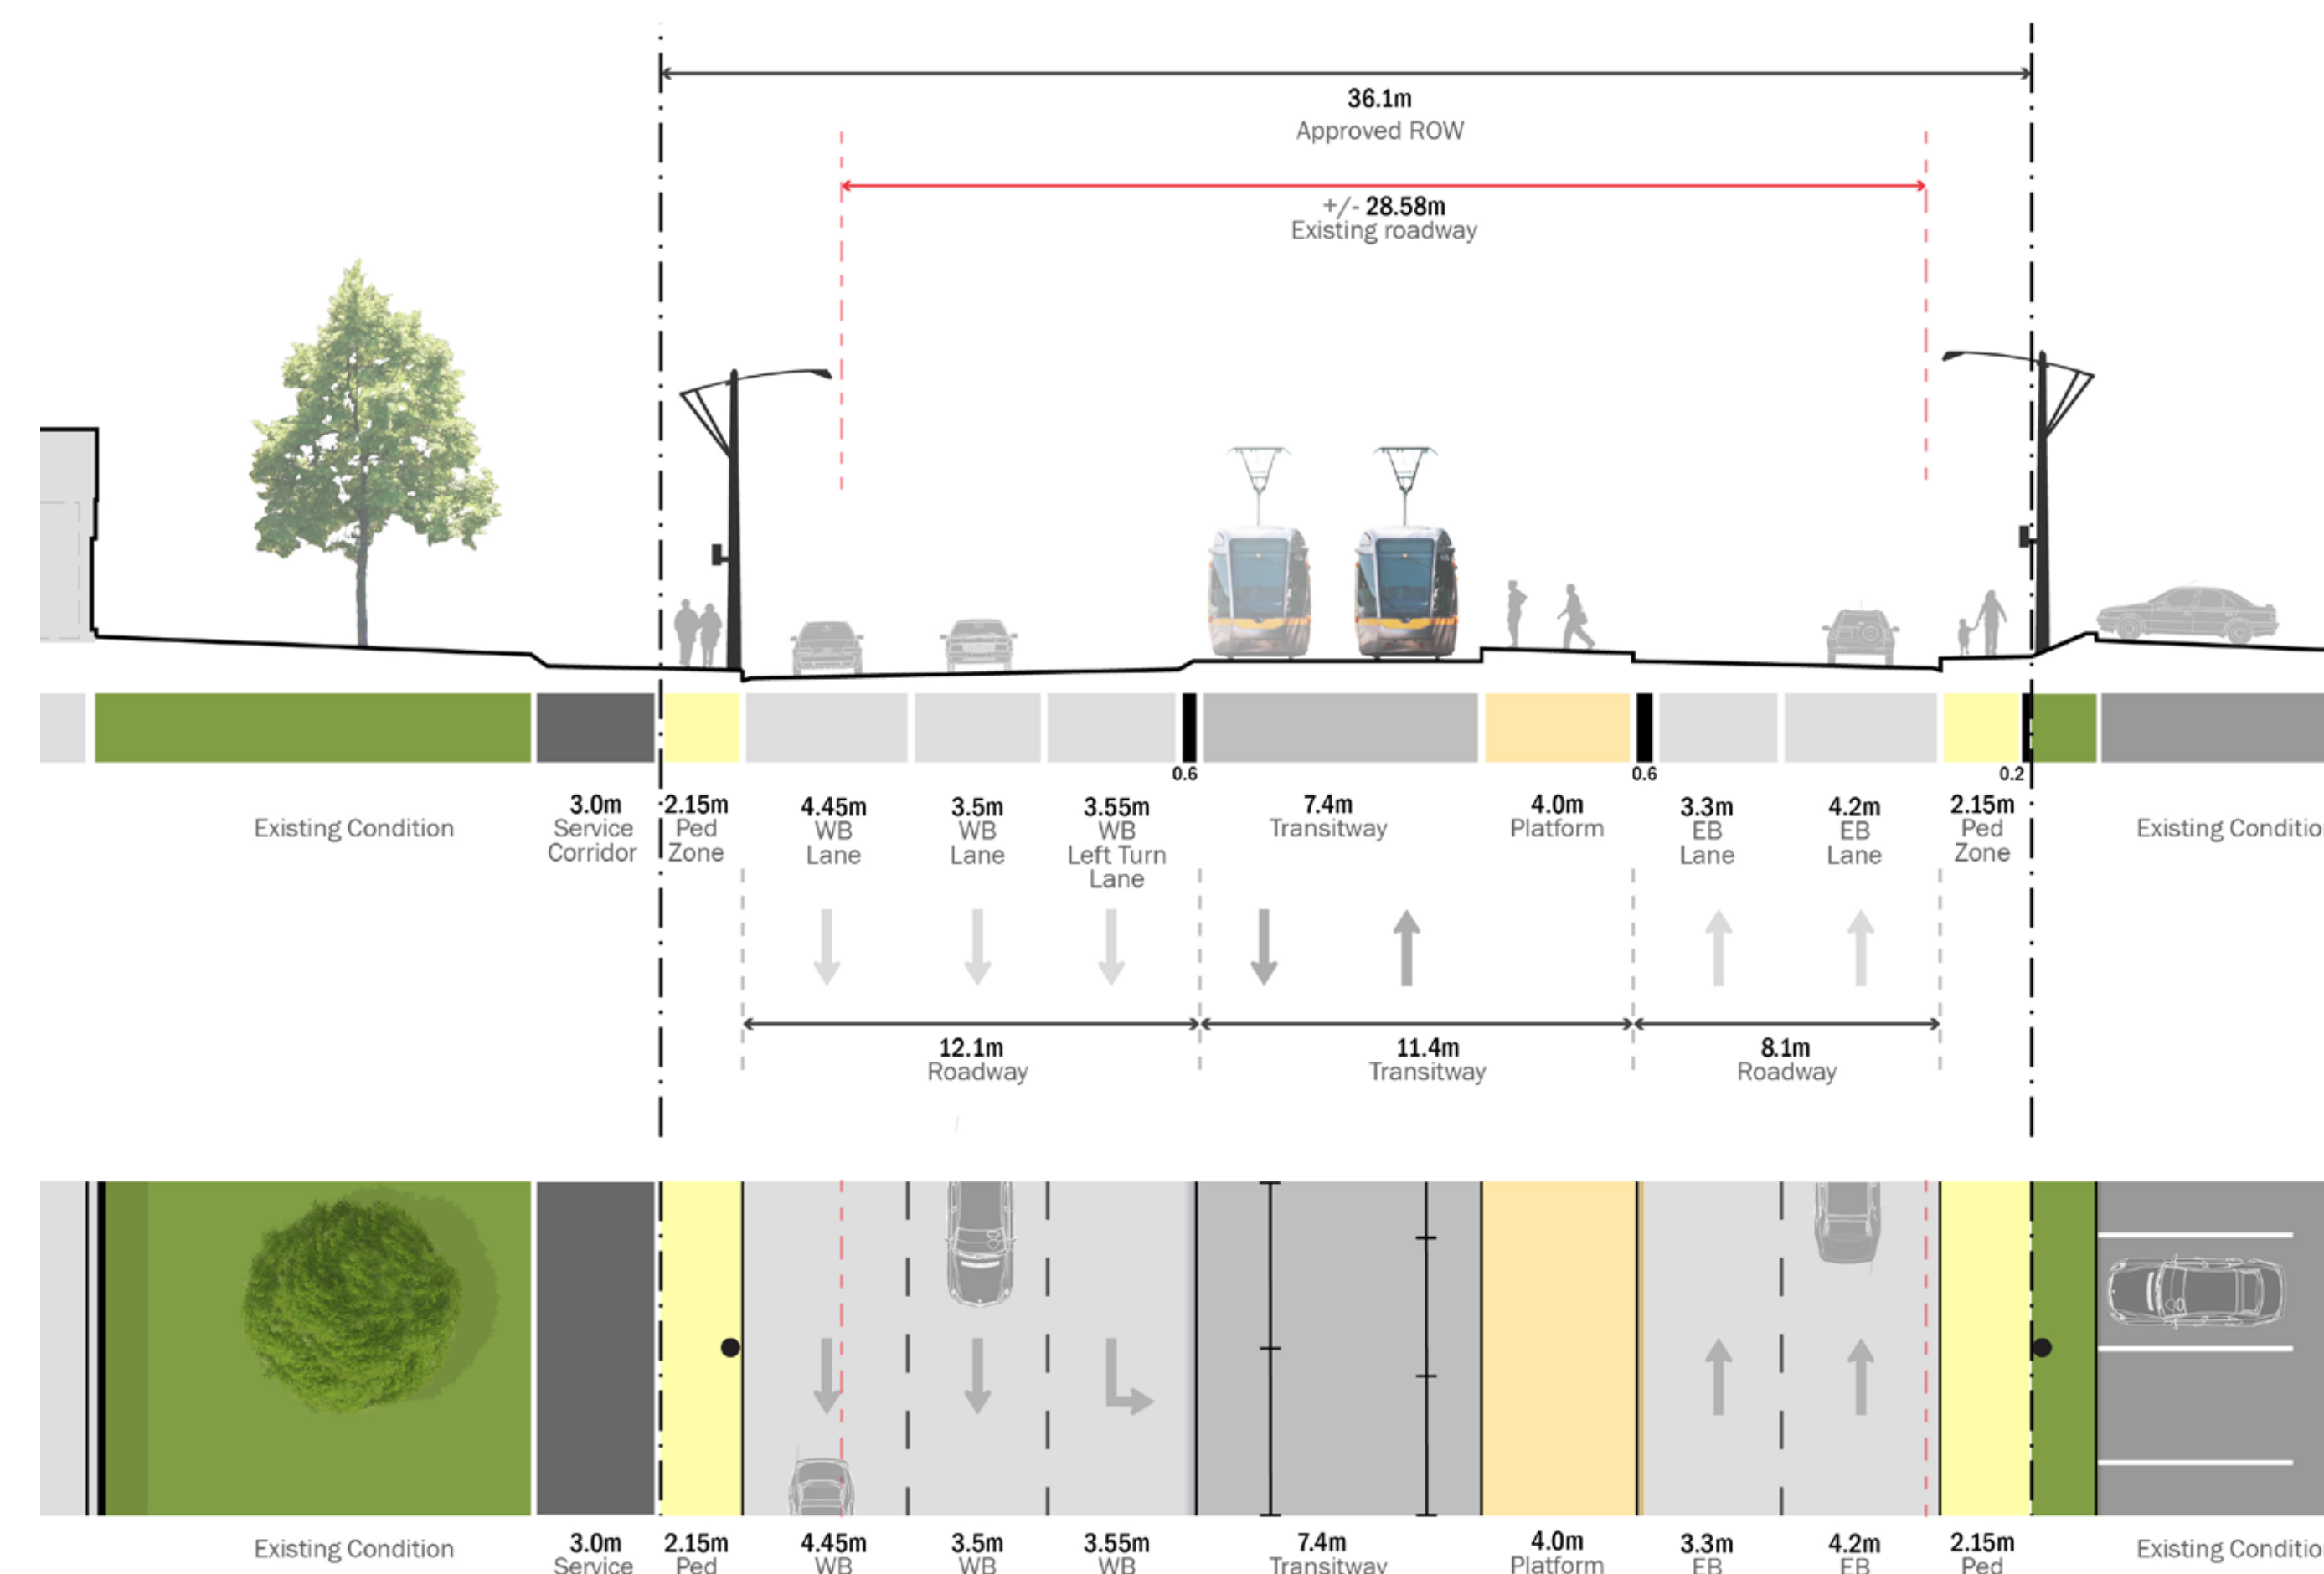 36.1m
Approved ROW
+/- 28.58m
Existing roadway
0.6
0.6
0.2
Existing Condition
3.0m
Service
Corridor
2.15m
Ped
Zone
4.45m
WB
Lane
3.5m
WB
Lane
3.55m
WB
Left Turn
Lane
7.4m
Transitway
4.0m
Platform
3.3m
EB
Lane
4.2m
EB
Lane
2.15m
Ped
Zone
Existing Conditio
12.1m
Roadway
11.4m
Transitway
8.1m
Roadway
Existing Condition
3.0m
Service
2.15m
Ped
4.45m
WB
3.5m
WB
3.55m
WB
7.4m
Transitway
4.0m
Platform
3.3m
EB
4.2m
EB
2.15m
Ped
Existing Conditio